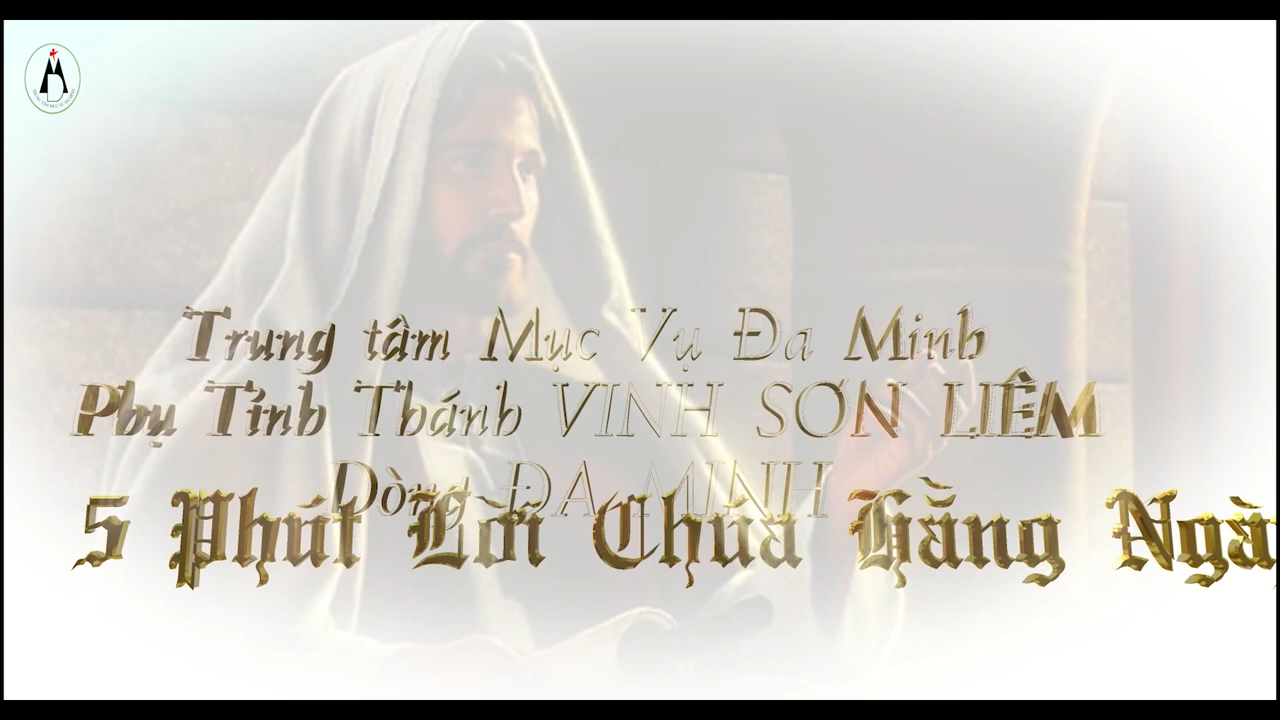 Trung tâm Mục Vụ Đa Minh
Phụ Tỉnh Thánh VINH SƠN LIÊM
Dòng ĐA MINH
5 Phút Lời Chúa Hằng Ngà